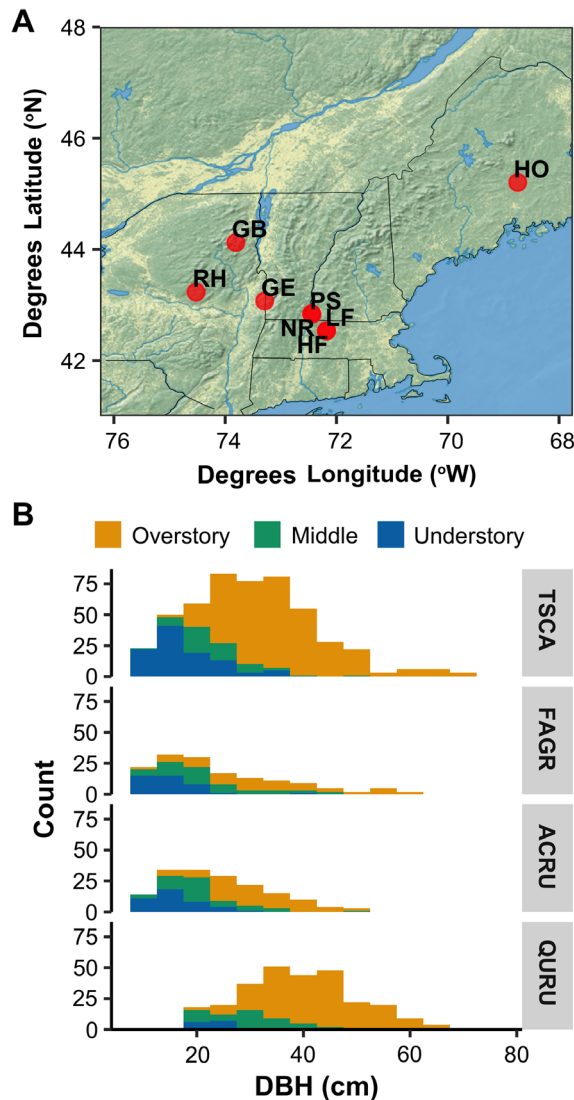 A
48
46
44
42
Degrees Latitude (°N)
HO
GB
RH
GE
PS
NR LF
HF
76 74 72 70 68
Degrees Longitude (°W)
B
Overstory Middle Understory
Count
75
50
25
0
TSCA
75
50
25
0
FAGR
75
50
25
0
ACRU
75
50
25
0
QURU
20 40 60 80
DBH (cm)